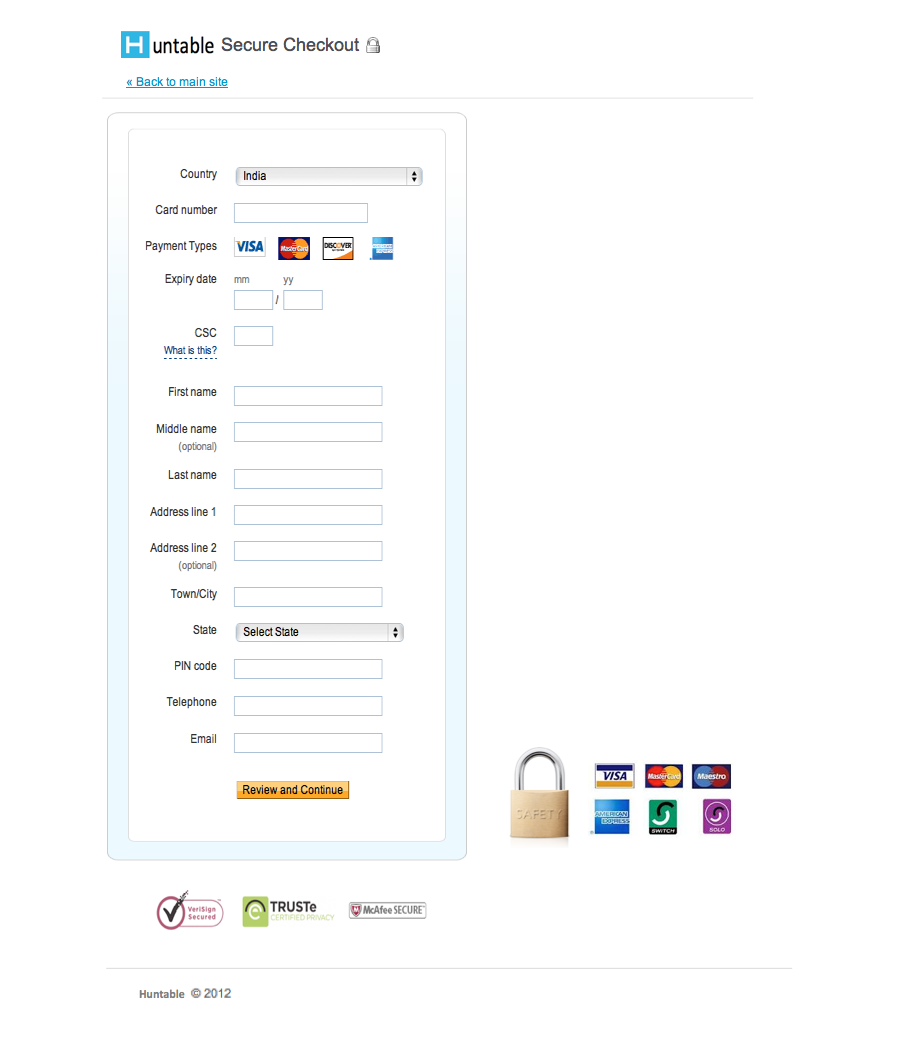 Huntable Secure Checkout
« Back to main site
Country India
Card number
Payment Types VISA MasterCard DISCOVER
Expiry date mm yy
/
CSC
What is this?
First name
Middle name
(optional)
Last name
Address line 1
Address line 2
(optional)
Town/City
State Select State
PIN code
Telephone
Email
Review and Continue
SAFETY
VISA MasterCard Maestro
AMERICAN EXPRESS SWITCH SOLO
VeriSign Secured
TRUSTe
CERTIFIED PRIVACY
McAfee SECURE
Huntable © 2012